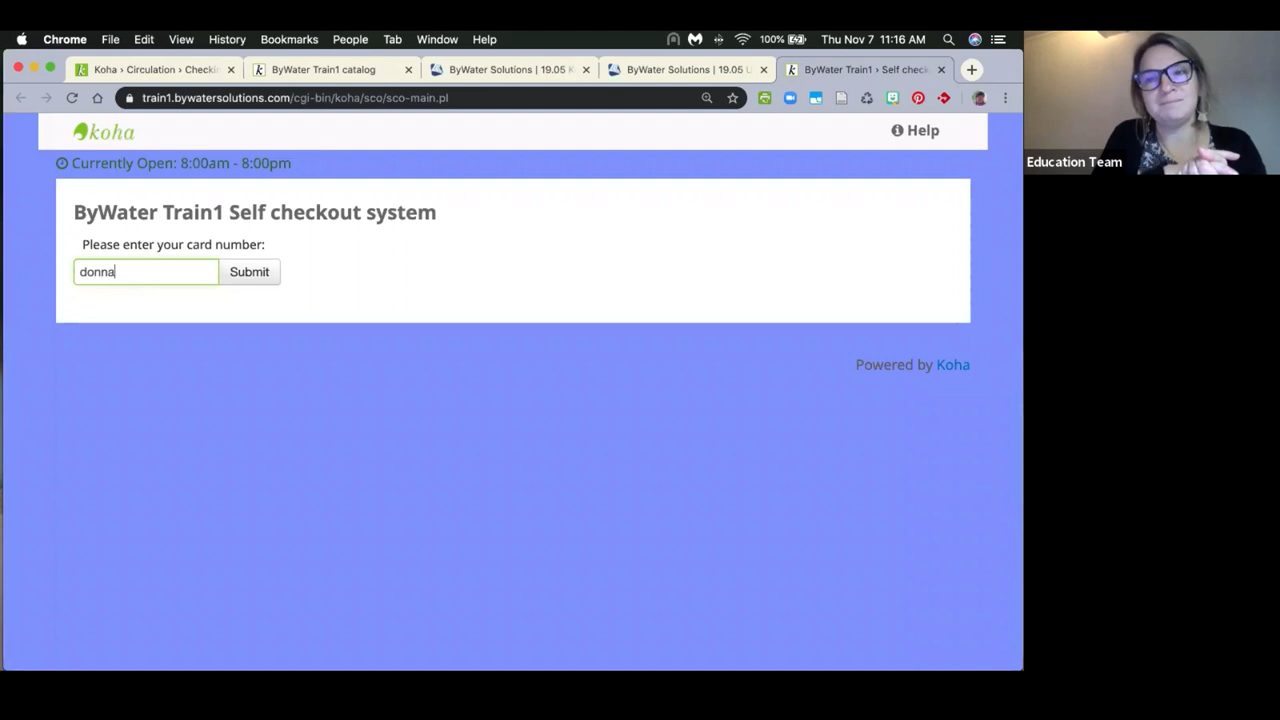 Chrome File Edit View History Bookmarks People Tab Window Help 100% Thu Nov 7 11:16 AM
Koha › Circulation › Checkin ByWater Train1 catalog ByWater Solutions | 19.05 K ByWater Solutions | 19.05 U ByWater Train1 › Self check
train1.bywatersolutions.com/cgi-bin/koha/sco/sco-main.pl
koha Help
Currently Open: 8:00am - 8:00pm
Education Team
ByWater Train1 Self checkout system
Please enter your card number:
donna Submit
Powered by Koha